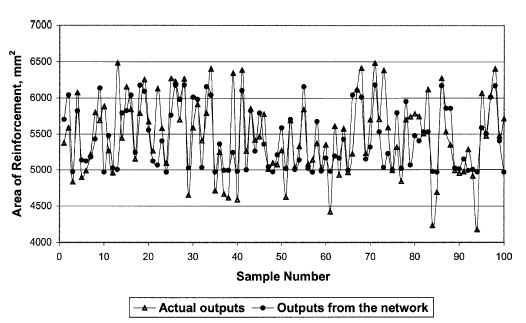 7000
6500
6000
5500
5000
4500
4000
Area of Reinforcement, mm²
0 10 20 30 40 50 60 70 80 90 100
Sample Number
Actual outputs Outputs from the network